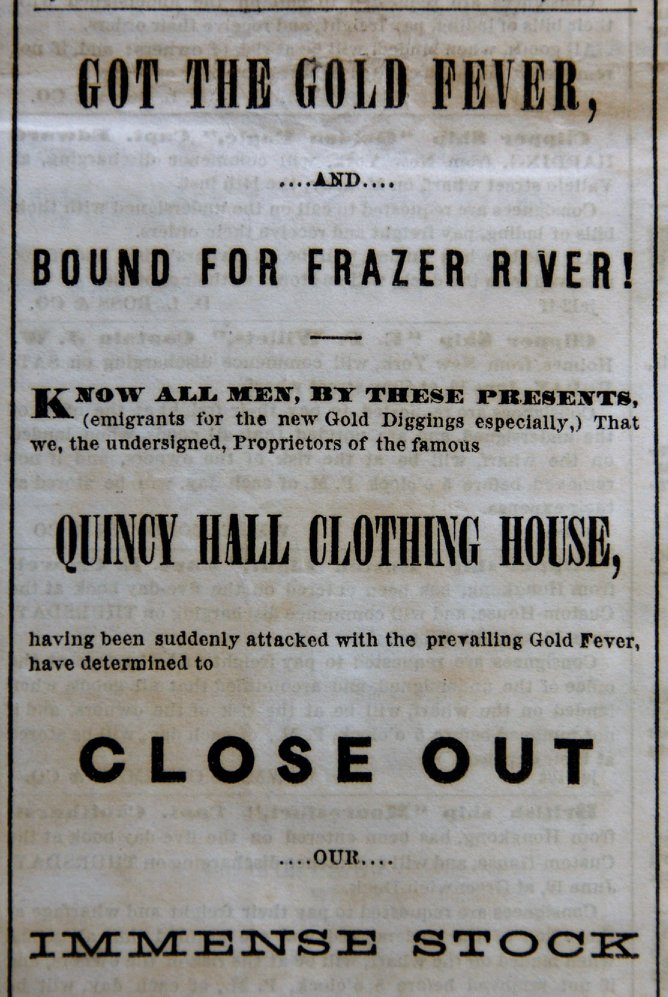 GOT THE GOLD FEVER,
....AND....
BOUND FOR FRAZER RIVER!
KNOW ALL MEN, BY THESE PRESENTS,
(emigrants for the new Gold Diggings especially,) That
we, the undersigned, Proprietors of the famous
QUINCY HALL CLOTHING HOUSE,
having been suddenly attacked with the prevailing Gold Fever,
have determined to
CLOSE OUT
....OUR....
IMMENSE STOCK